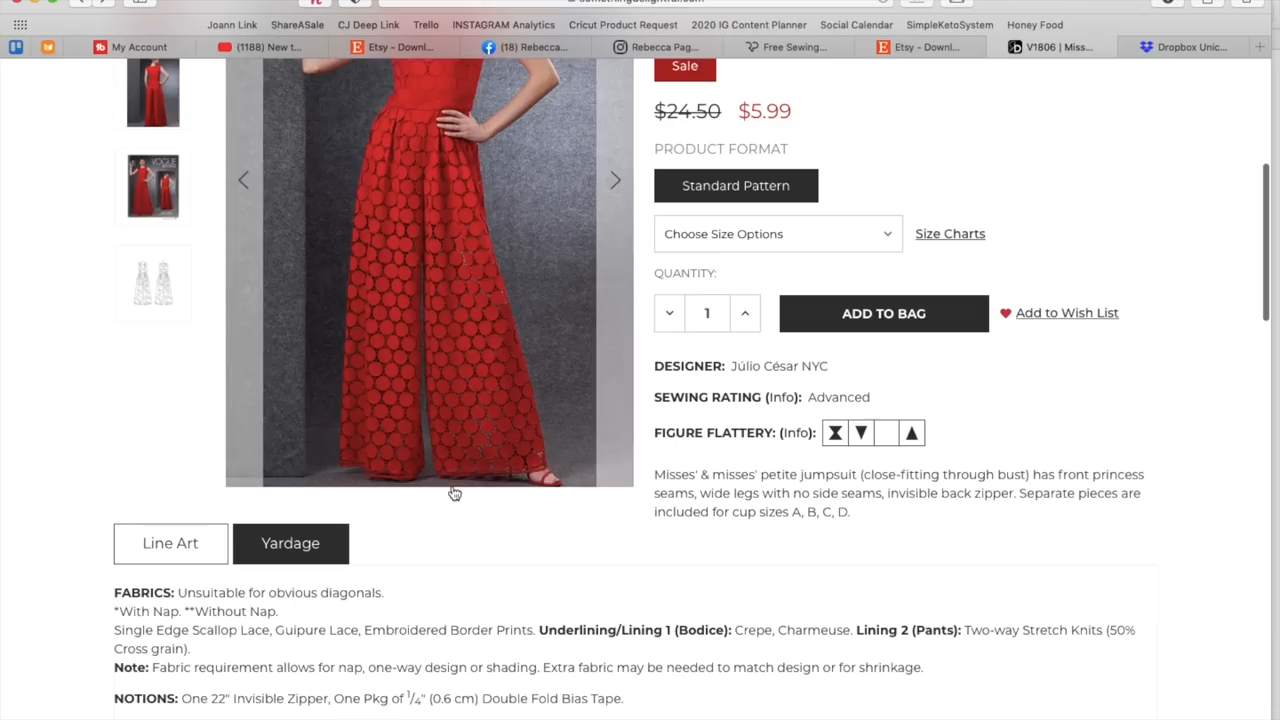 Joann Link ShareASale CJ Deep Link Trello INSTAGRAM Analytics Cricut Product Request 2020 IG Content Planner Social Calendar SimpleKetoSystem Honey Food
My Account (1188) New t... Etsy - Downl... (18) Rebecca... Rebecca Pag... Free Sewing... Etsy - Downl... V1806 | Miss... Dropbox Unic...
Sale
$24.50 $5.99
PRODUCT FORMAT
Standard Pattern
VOGUE
Choose Size Options Size Charts
QUANTITY:
1 ADD TO BAG Add to Wish List
DESIGNER: Júlio César NYC
SEWING RATING (Info): Advanced
FIGURE FLATTERY: (Info):
Misses' & misses' petite jumpsuit (close-fitting through bust) has front princess
seams, wide legs with no side seams, invisible back zipper. Separate pieces are
included for cup sizes A, B, C, D.
Line Art Yardage
FABRICS: Unsuitable for obvious diagonals.
*With Nap. **Without Nap.
Single Edge Scallop Lace, Guipure Lace, Embroidered Border Prints. Underlining/Lining 1 (Bodice): Crepe, Charmeuse. Lining 2 (Pants): Two-way Stretch Knits (50%
Cross grain).
Note: Fabric requirement allows for nap, one-way design or shading. Extra fabric may be needed to match design or for shrinkage.
NOTIONS: One 22" Invisible Zipper, One Pkg of 1/4" (0.6 cm) Double Fold Bias Tape.